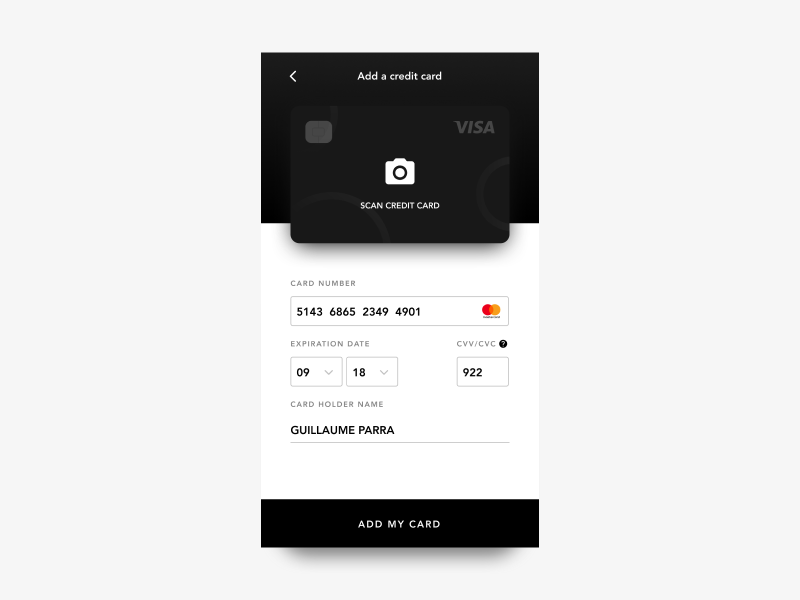 Add a credit card
VISA
SCAN CREDIT CARD
CARD NUMBER
5143 6865 2349 4901
EXPIRATION DATE CVV/CVC ?
09 18 922
CARD HOLDER NAME
GUILLAUME PARRA
ADD MY CARD